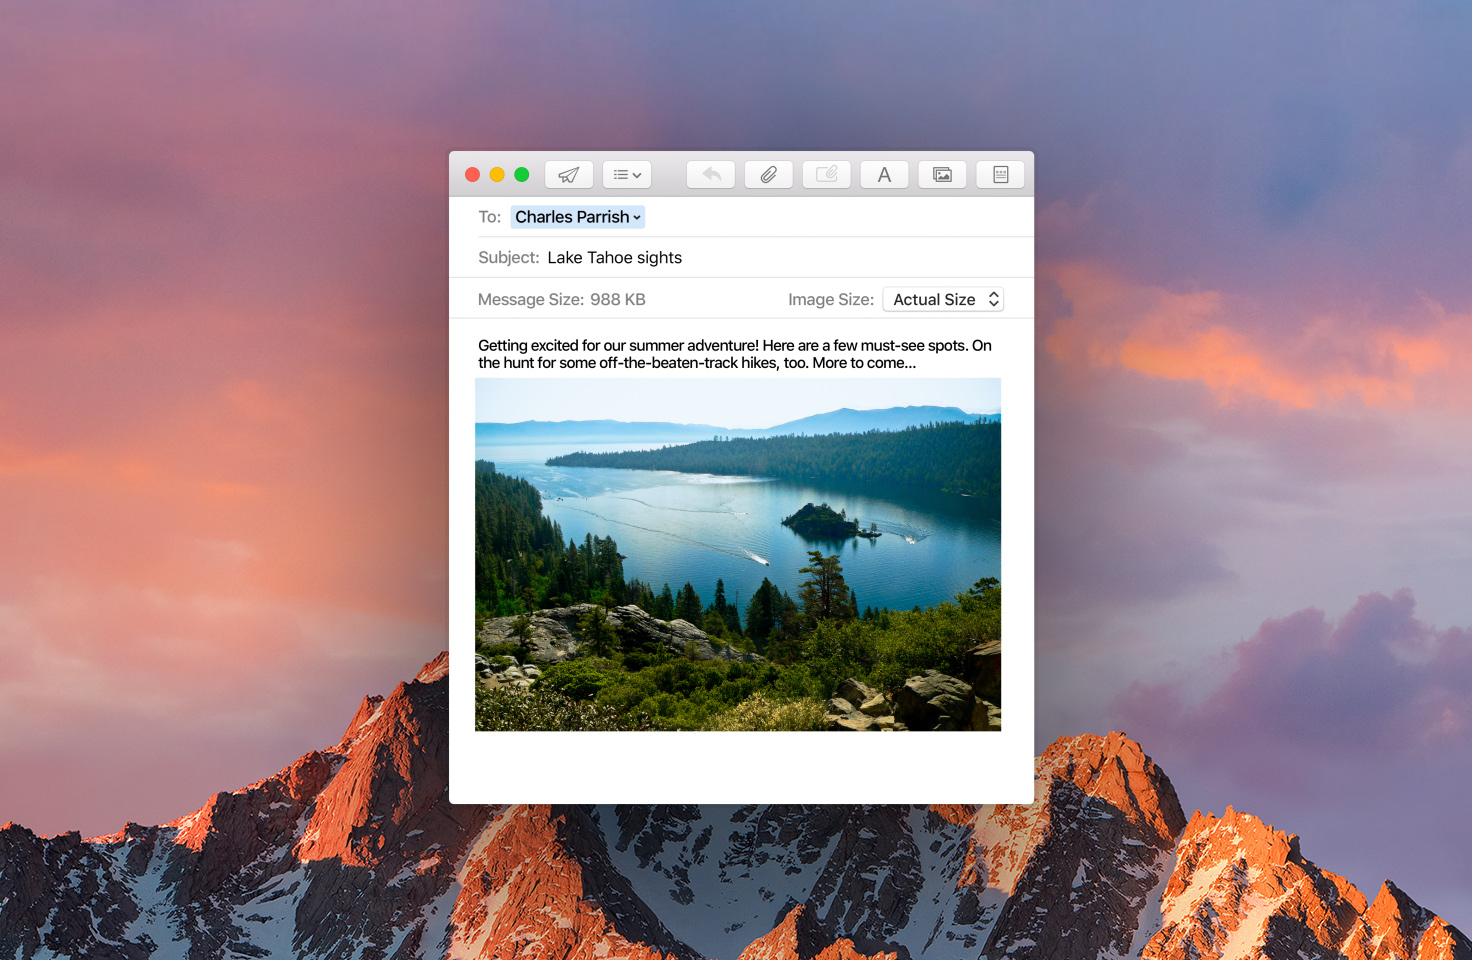 To: Charles Parrish
Subject: Lake Tahoe sights
Message Size: 988 KB Image Size: Actual Size
Getting excited for our summer adventure! Here are a few must-see spots. On
the hunt for some off-the-beaten-track hikes, too. More to come...